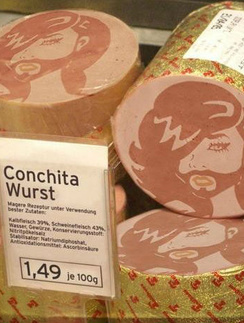 Conchita
Wurst
Magere Rezeptur unter Verwendung
bester Zutaten:
Kalbfleisch 39%, Schweinefleisch 43%,
Wasser, Gewürze, Konservierungsstoff:
Nitritpökelsalz
Stabilisator: Natriumdiphoshat,
Antioxidationsmittel: Ascorbinsäure
1,49 je 100g